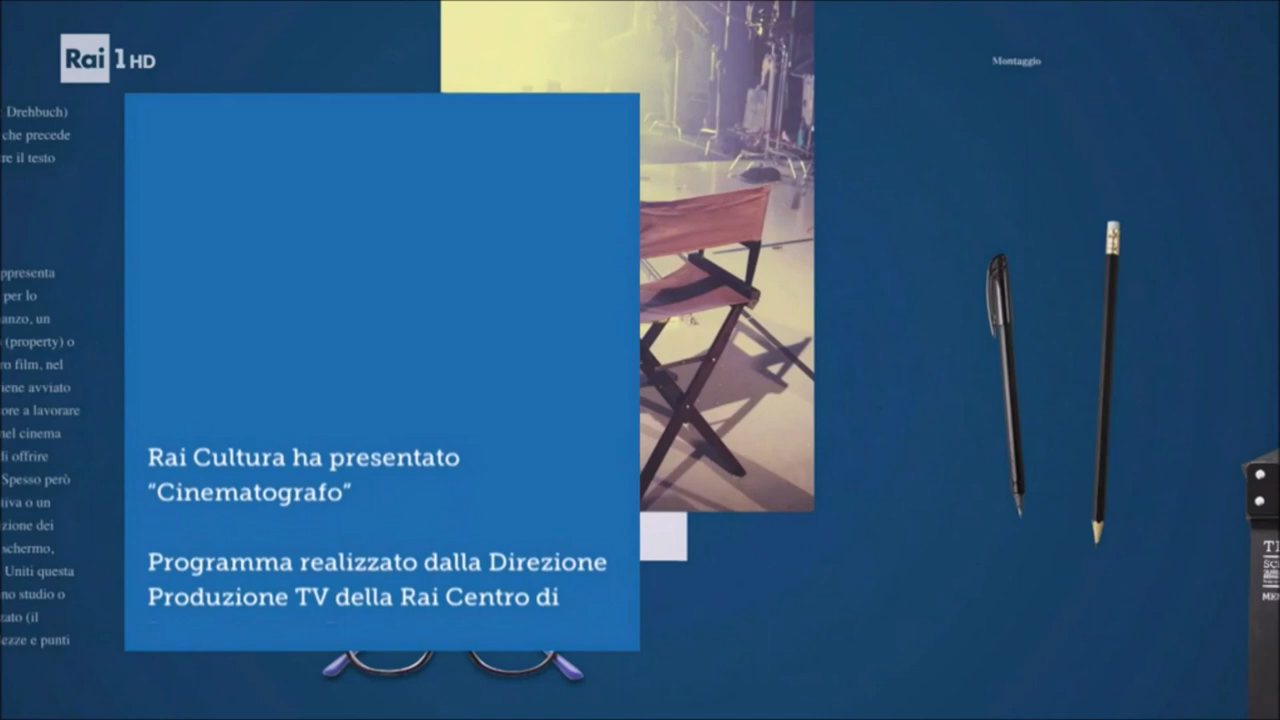 Rai 1 HD
Montaggio
Drehbuch)
che precede
re il testo
ppresenta
per lo
anzo, un
(property) o
ro film, nel
iene avviato
ore a lavorare
nel cinema
li offrire
Spesso però
tiva o un
zione dei
schermo,
Uniti questa
no studio o
zato (il
ezze e punti
Rai Cultura ha presentato
"Cinematografo"
Programma realizzato dalla Direzione
Produzione TV della Rai Centro di